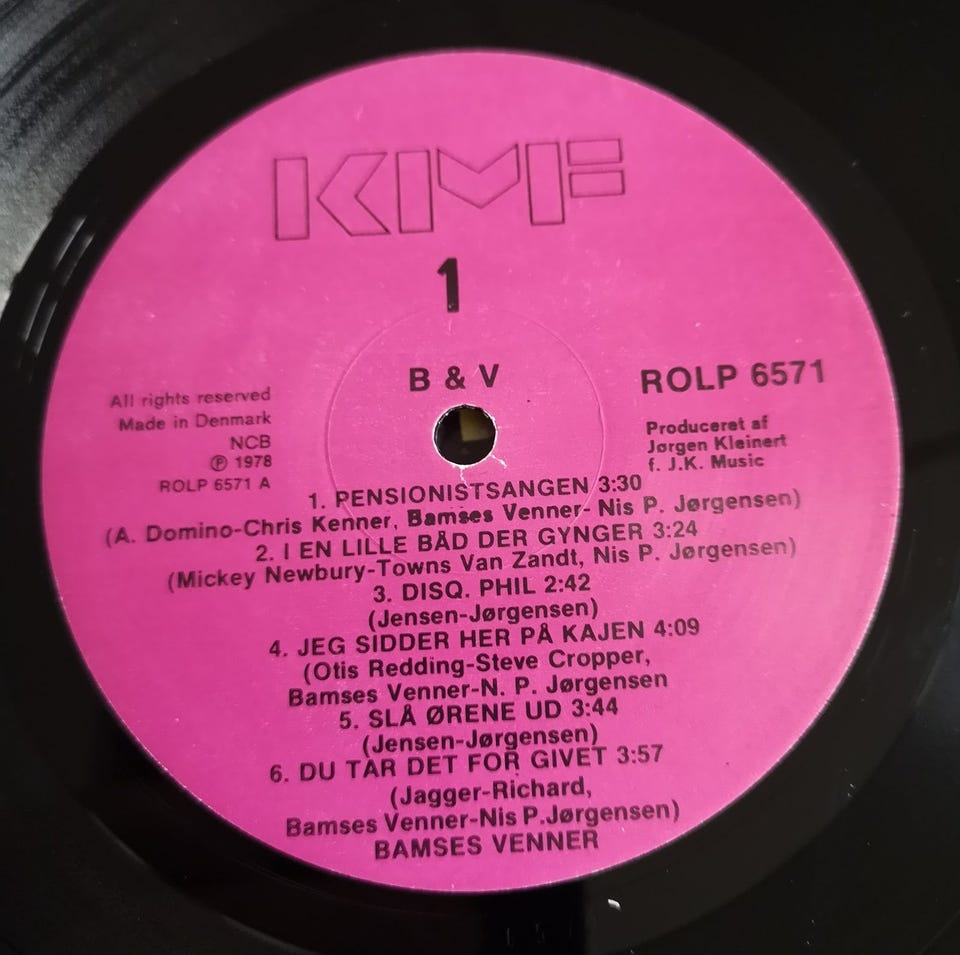 KMF
1
B & V
ROLP 6571
All rights reserved
Made in Denmark
NCB
Ⓟ 1978
ROLP 6571 A
Produceret af
Jørgen Kleinert
f. J.K. Music
1. PENSIONISTSANGEN 3:30
(A. Domino-Chris Kenner, Bamses Venner- Nis P. Jørgensen)
2. I EN LILLE BÅD DER GYNGER 3:24
(Mickey Newbury-Towns Van Zandt, Nis P. Jørgensen)
3. DISQ. PHIL 2:42
(Jensen-Jørgensen)
4. JEG SIDDER HER PÅ KAJEN 4:09
(Otis Redding-Steve Cropper,
Bamses Venner-N. P. Jørgensen
5. SLÅ ØRENE UD 3:44
(Jensen-Jørgensen)
6. DU TAR DET FOR GIVET 3:57
(Jagger-Richard,
Bamses Venner-Nis P.Jørgensen)
BAMSES VENNER